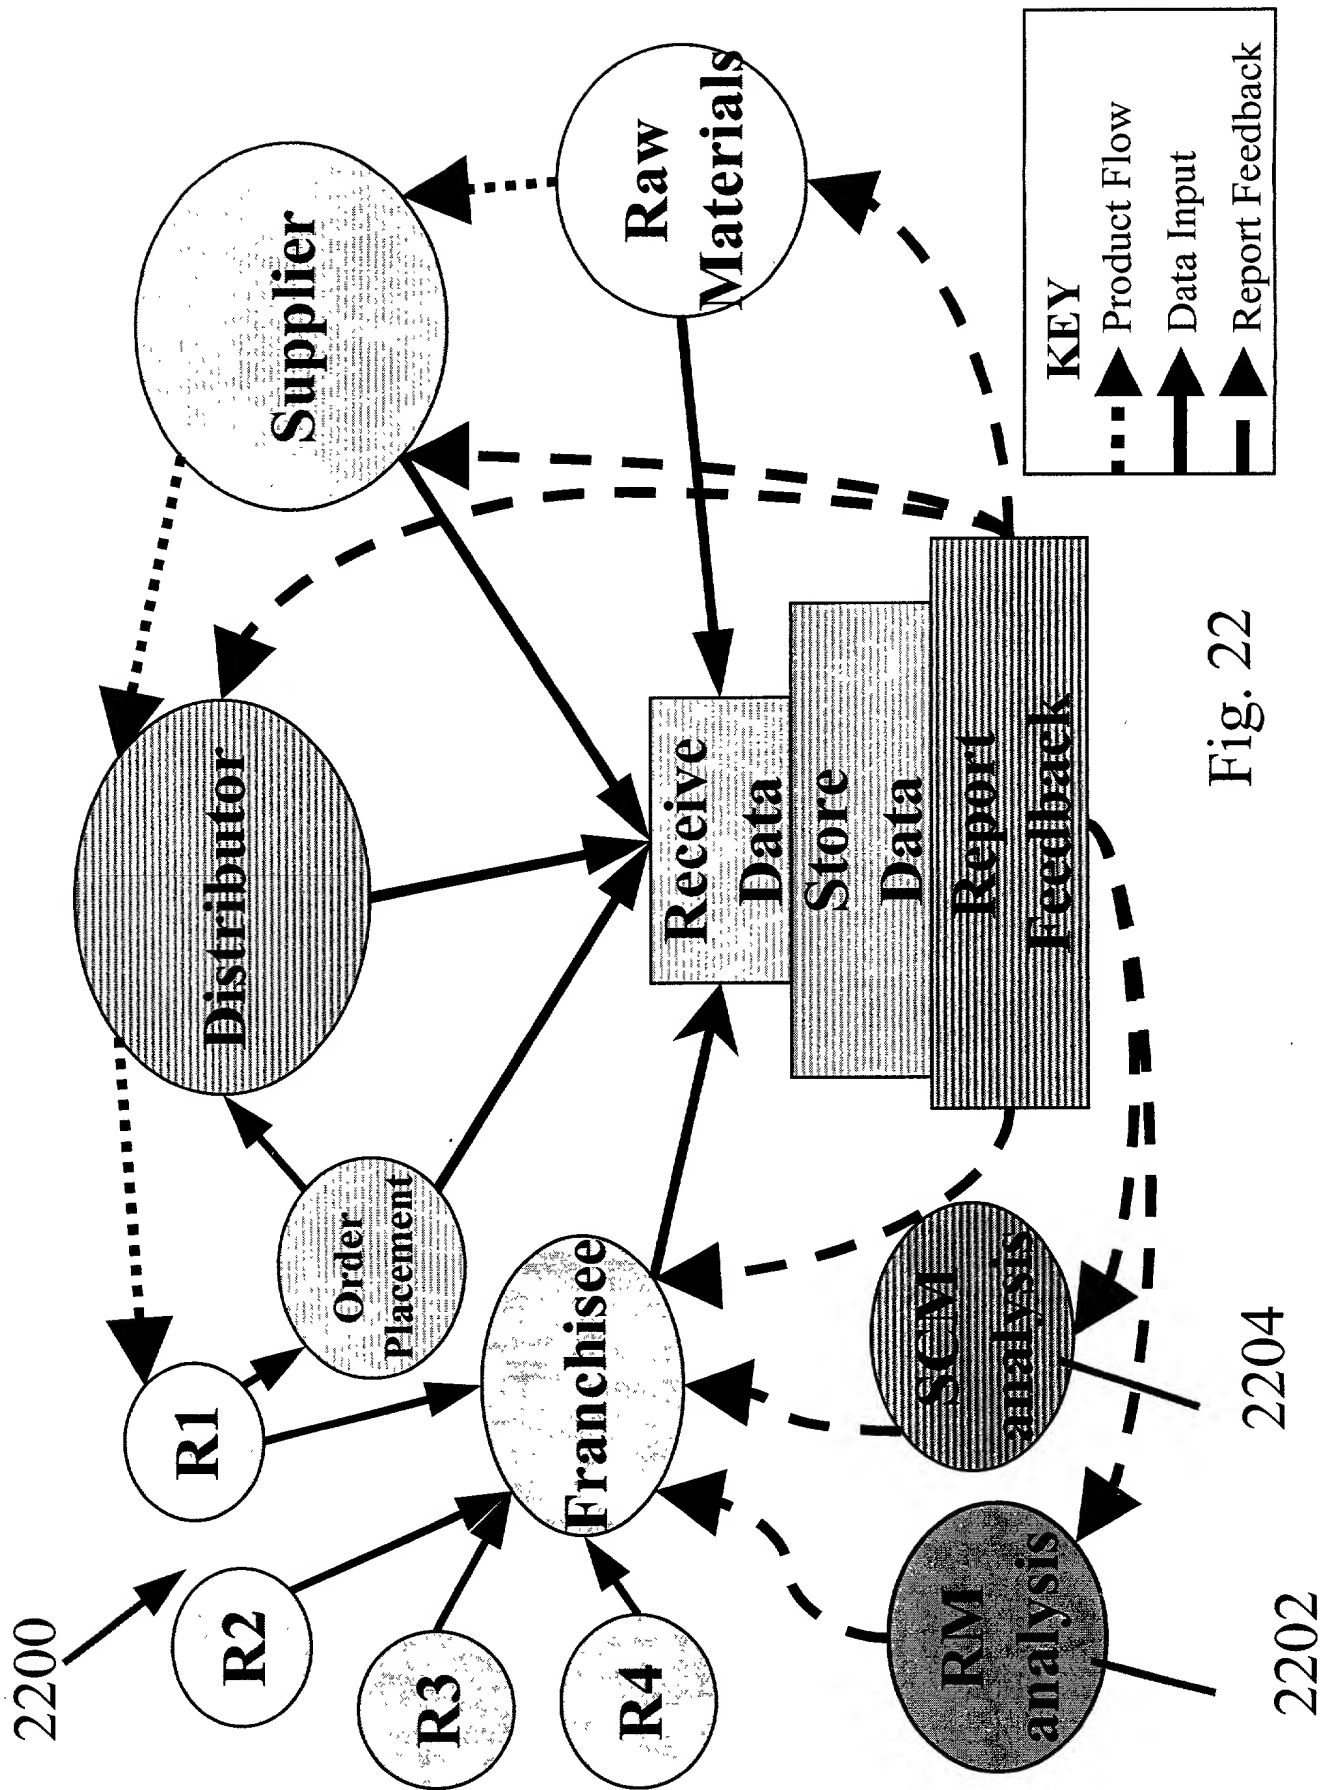 2200
R1
R2
R3
R4
Order
Placement
Distributor
Supplier
Franchisee
Raw
Materials
Receive
Data
Store
Data
Report
Feedback
RM
analysis
SCM
analysis
2202
2204
KEY
Product Flow
Data Input
Report Feedback
Fig. 22